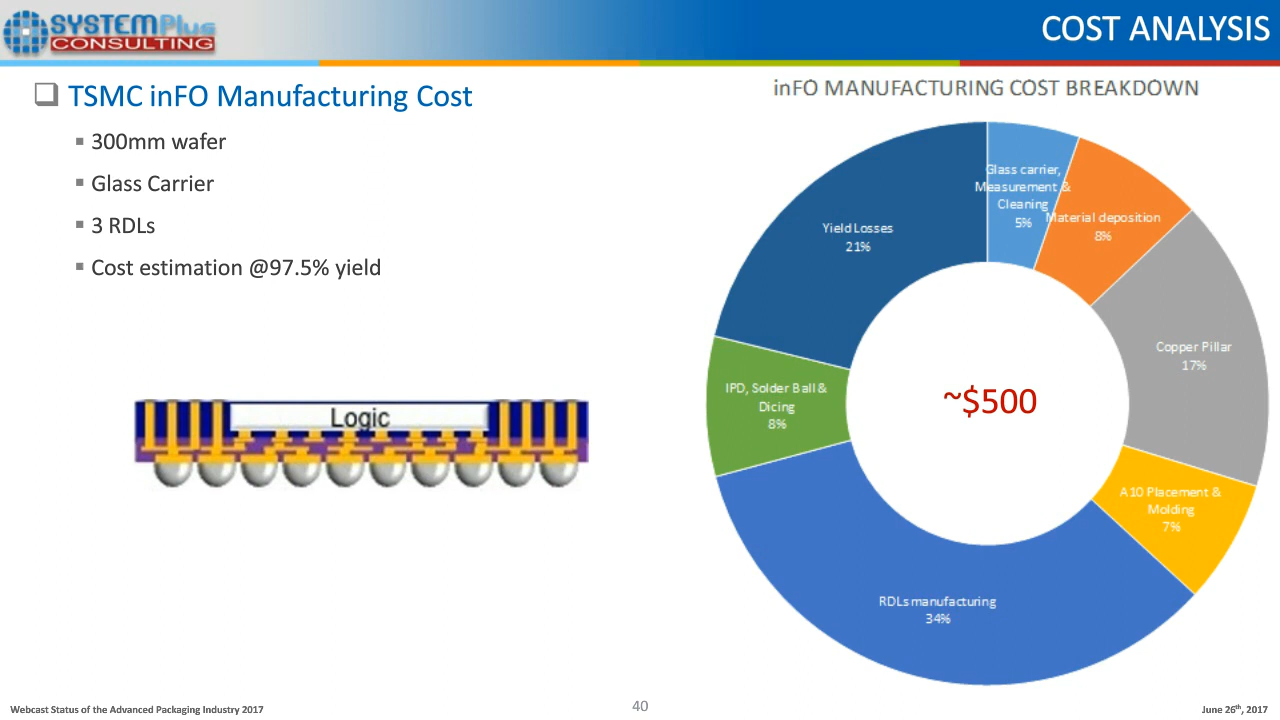 SYSTEMPlus
CONSULTING
COST ANALYSIS
TSMC inFO Manufacturing Cost
300mm wafer
Glass Carrier
3 RDLs
Cost estimation @97.5% yield
Logic
inFO MANUFACTURING COST BREAKDOWN
Glass carrier,
Measurement &
Cleaning
5%
Material deposition
8%
Copper Pillar
17%
A10 Placement &
Molding
7%
RDLs manufacturing
34%
IPD, Solder Ball &
Dicing
8%
Yield Losses
21%
~$500
Webcast Status of the Advanced Packaging Industry 2017
40
June 26th, 2017